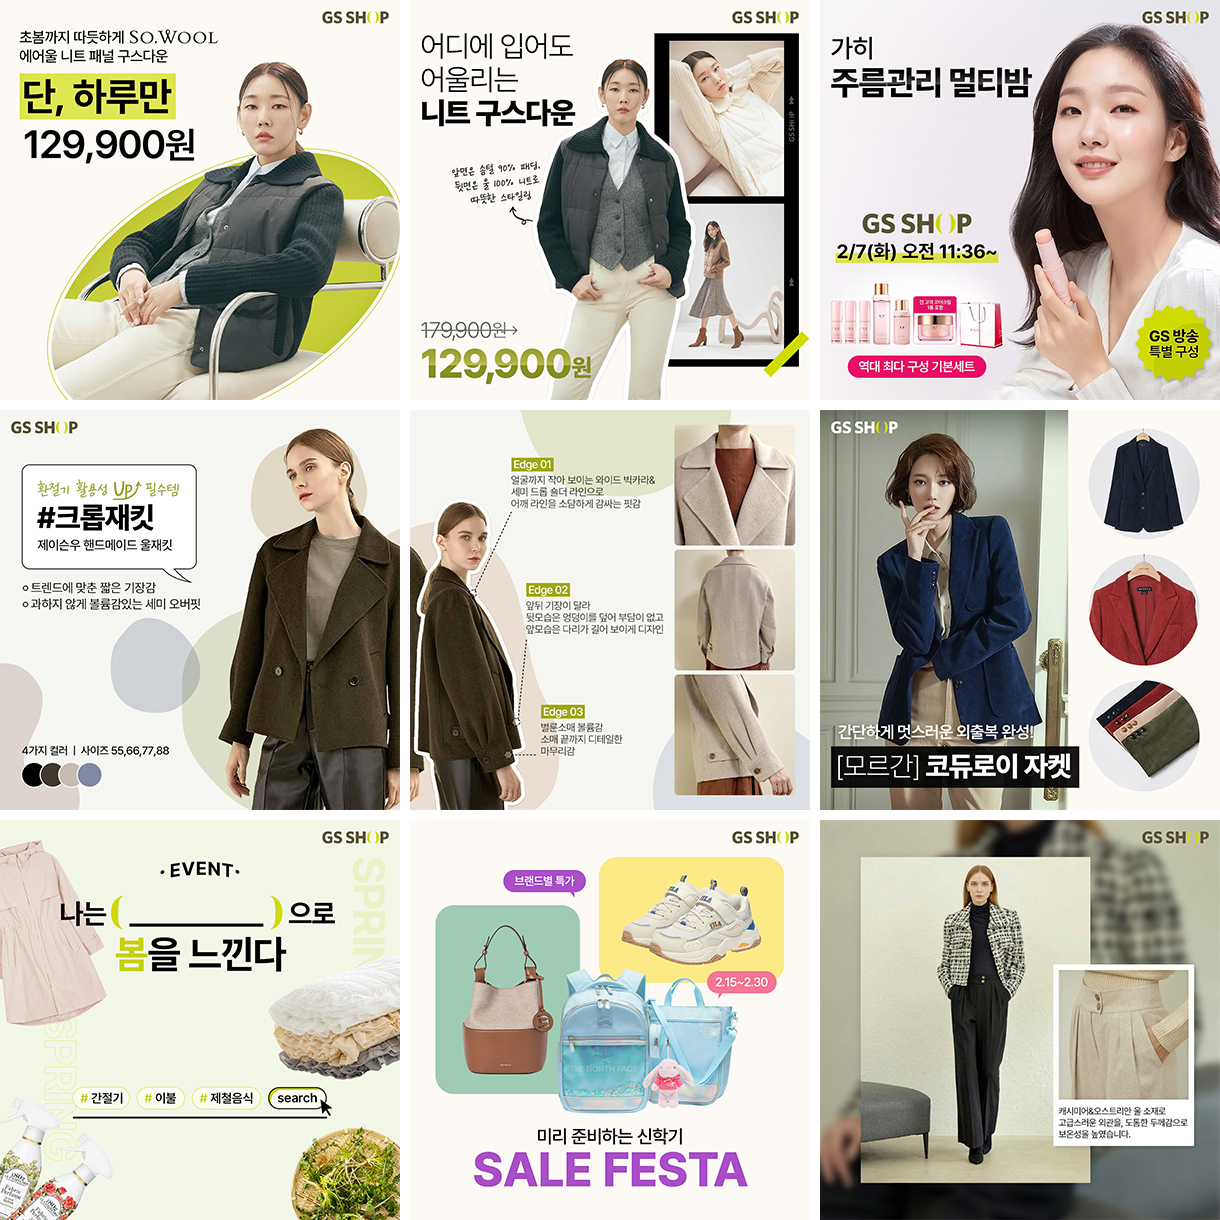 GS SHOP
초봄까지 따듯하게 SO.WOOL
에어울 니트 패널 구스다운
단, 하루만
129,900원
GS SHOP
어디에 입어도
어울리는
니트 구스다운
앞면은 솜털 90% 패딩,
뒷면은 울 100% 니트로
따뜻한 스타일링
GS SHOP
179,900원→
129,900원
GS SHOP
가히
주름관리 멀티밤
GS SHOP
2/7(화) 오전 11:36~
역대 최다 구성 기본세트
GS 방송
특별 구성
GS SHOP
환절기 활용성 UP 필수템
#크롭재킷
제이슨우 핸드메이드 울재킷
트렌드에 맞춘 짧은 기장감
과하지 않게 볼륨감있는 세미 오버핏
4가지 컬러 | 사이즈 55,66,77,88
Edge 01
얼굴까지 작아 보이는 와이드 빅카라&
세미 드롭 숄더 라인으로
어깨 라인을 소담하게 감싸는 핏감
Edge 02
앞뒤 기장이 달라
뒷모습은 엉덩이를 덮어 부담이 없고
앞모습은 다리가 길어 보이게 디자인
Edge 03
벌룬소매 볼륨감
소매 끝까지 디테일한
마무리감
GS SHOP
간단하게 멋스러운 외출복 완성!
[모르간] 코듀로이 자켓
GS SHOP
·EVENT·
나는 ( ) 으로
봄을 느낀다
SPRIN
SPRING
# 간절기
# 이불
# 제철음식
search
GS SHOP
브랜드별 특가
FILA
2.15~2.30
THE NORTH FACE
미리 준비하는 신학기
SALE FESTA
GS SHOP
캐시미어&오스트리안 울 소재로
고급스러운 외관을, 도톰한 두께감으로
보온성을 높였습니다.